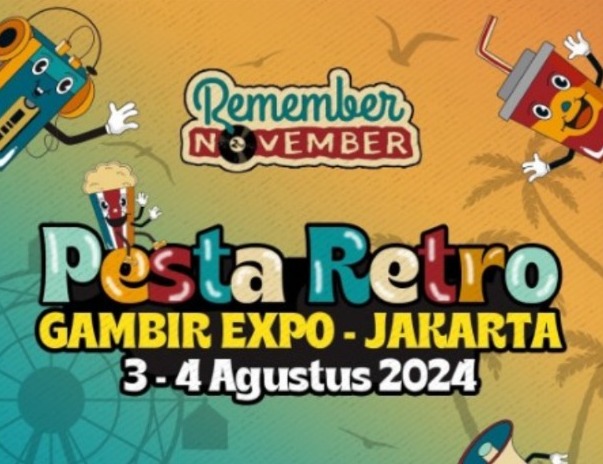 Remember
NOVEMBER
Pesta Retro
GAMBIR EXPO - JAKARTA
3 - 4 Agustus 2024